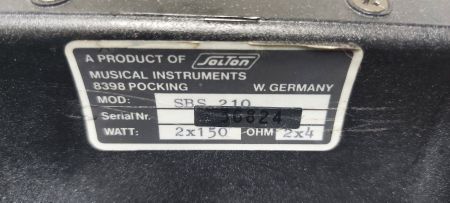 A PRODUCT OF Solton
MUSICAL INSTRUMENTS
8398 POCKING W. GERMANY
MOD: SBS 210
Serial Nr.
WATT: 2x150 OHM 2x4